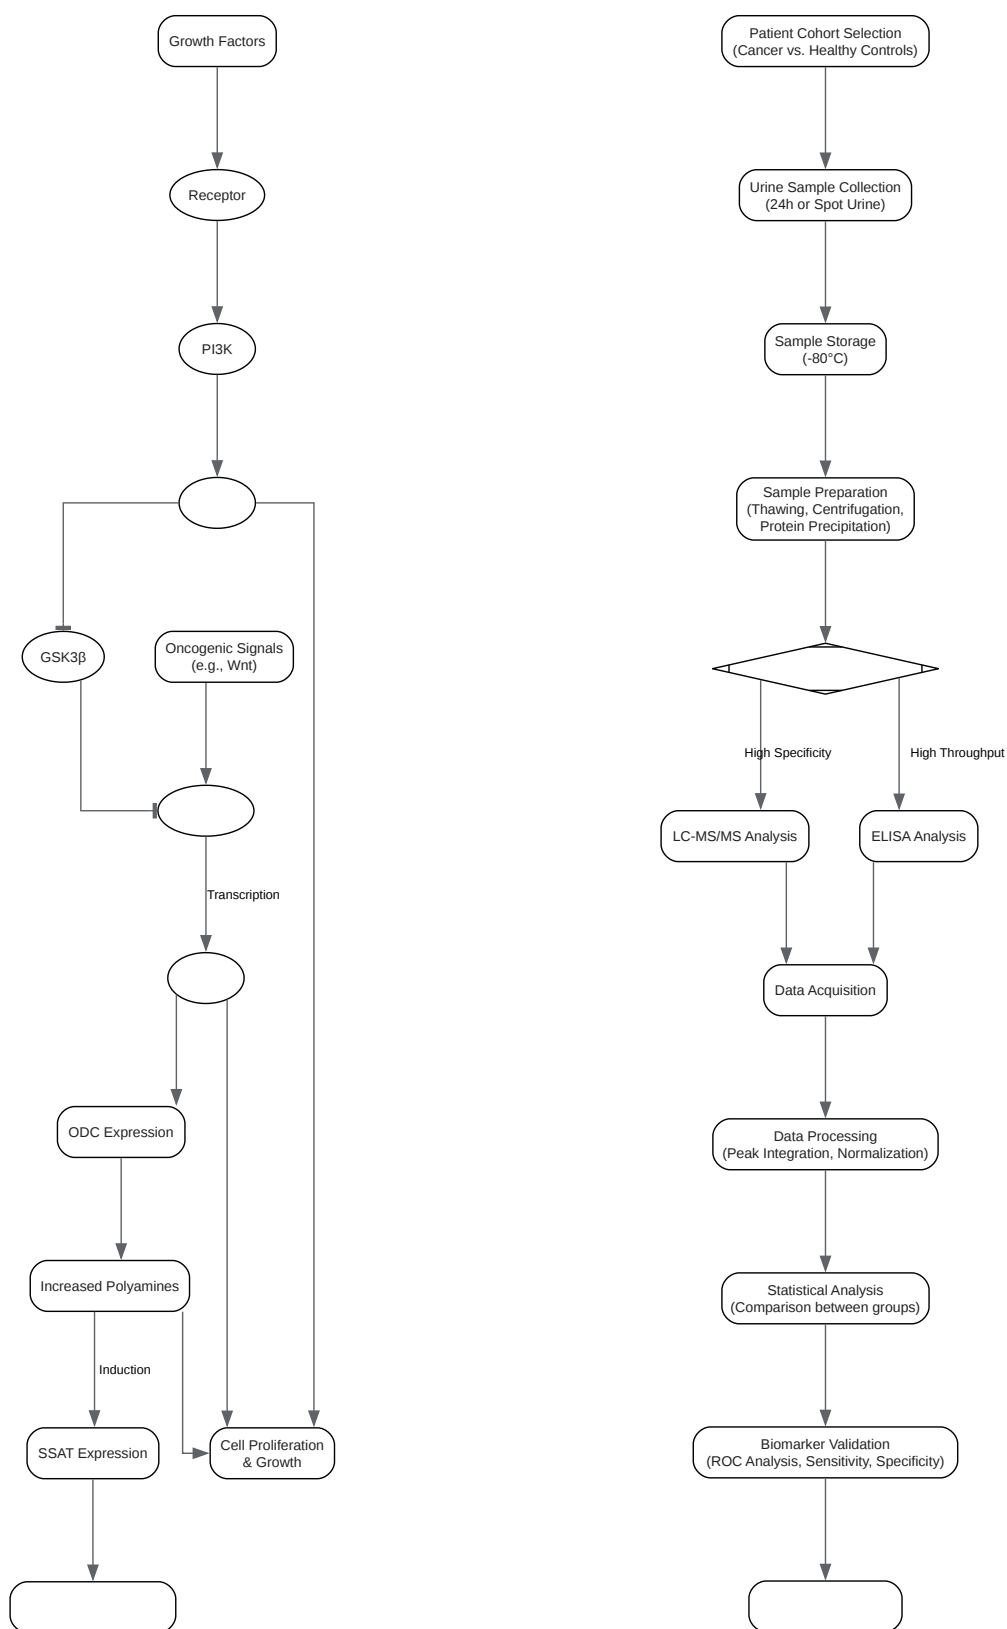 Growth Factors
Receptor
PI3K
GSK3β
Oncogenic Signals
(e.g., Wnt)
Transcription
ODC Expression
Increased Polyamines
Induction
SSAT Expression
Cell Proliferation
& Growth
Patient Cohort Selection
(Cancer vs. Healthy Controls)
Urine Sample Collection
(24h or Spot Urine)
Sample Storage
(-80°C)
Sample Preparation
(Thawing, Centrifugation,
Protein Precipitation)
High Specificity
High Throughput
LC-MS/MS Analysis
ELISA Analysis
Data Acquisition
Data Processing
(Peak Integration, Normalization)
Statistical Analysis
(Comparison between groups)
Biomarker Validation
(ROC Analysis, Sensitivity, Specificity)